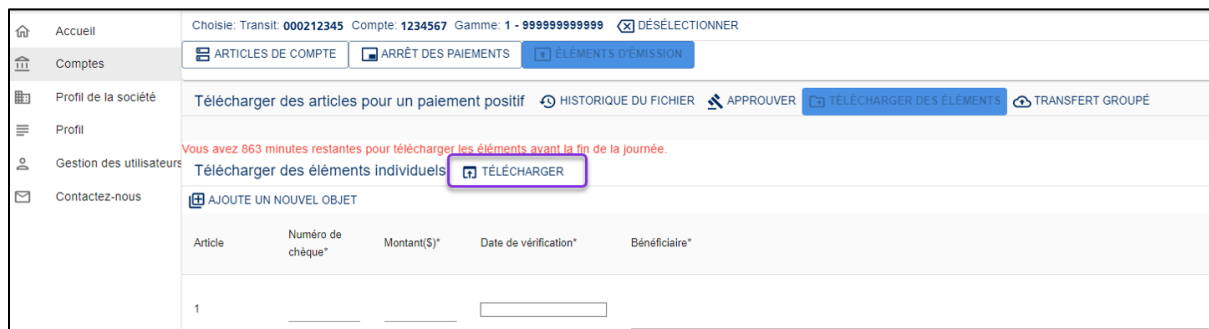 Accueil
Comptes
Profil de la société
Profil
Gestion des utilisateurs
Contactez-nous
Choisie: Transit: 000212345 Compte: 1234567 Gamme: 1 - 999999999999 DÉSÉLECTIONNER
ARTICLES DE COMPTE ARRÊT DES PAIEMENTS ÉLÉMENTS D'ÉMISSION
Télécharger des articles pour un paiement positif HISTORIQUE DU FICHIER APPROUVER TÉLÉCHARGER DES ÉLÉMENTS TRANSFERT GROUPÉ
Vous avez 863 minutes restantes pour télécharger les éléments avant la fin de la journée.
Télécharger des éléments individuels TÉLÉCHARGER
AJOUTE UN NOUVEL OBJET
Article Numéro de chèque* Montant($)* Date de vérification* Bénéficiaire*
1